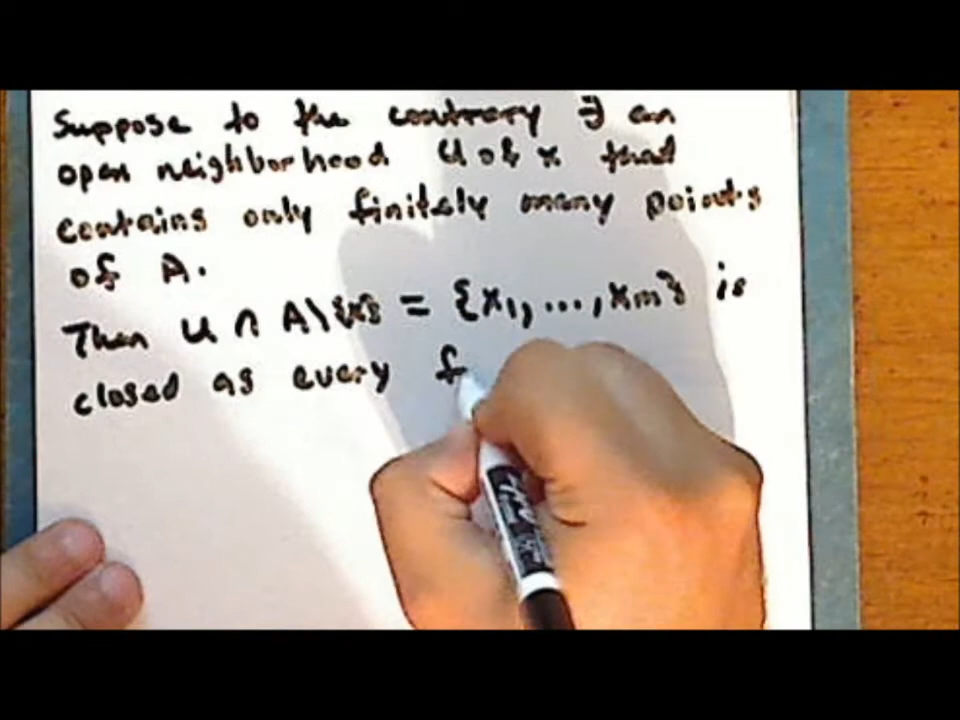 Suppose to the contrary ∃ an
open neighborhood U of x that
contains only finitely many points
of A.
Then U ∩ A\{x} = {x₁, ..., xₘ} is
closed as every f